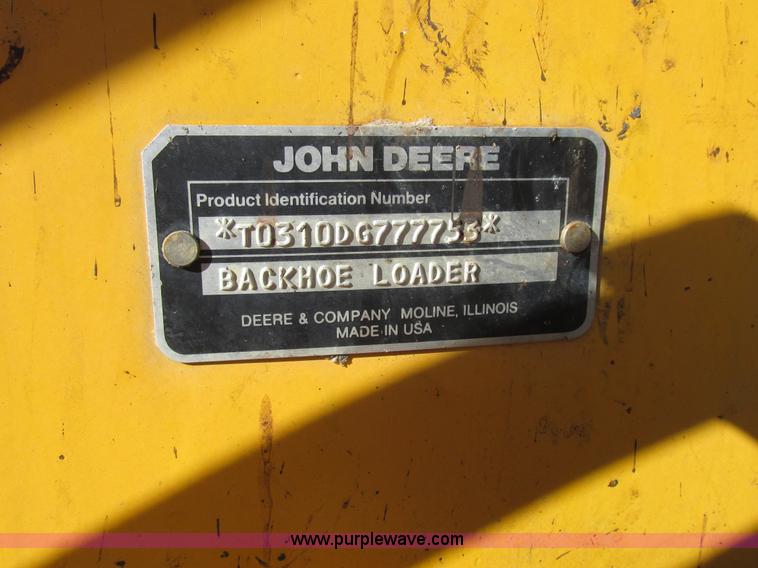 JOHN DEERE
Product Identification Number
*T0310DG777753*
BACKHOE LOADER
DEERE & COMPANY MOLINE, ILLINOIS
MADE IN USA
www.purplewave.com